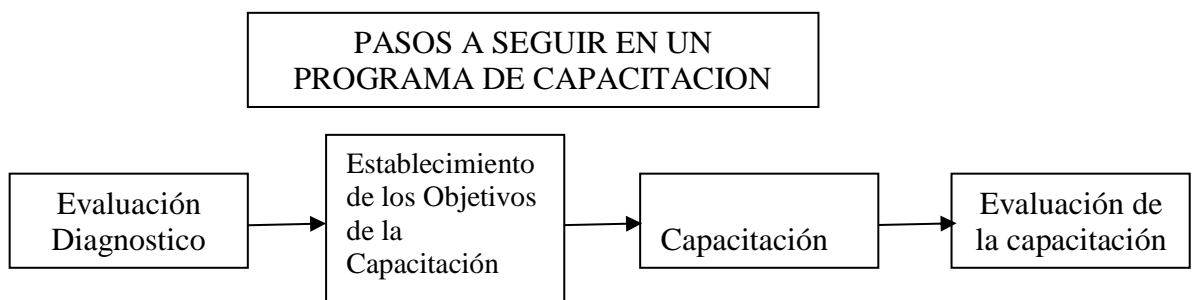 PASOS A SEGUIR EN UN
PROGRAMA DE CAPACITACION
Evaluación
Diagnostico
Establecimiento
de los Objetivos
de la
Capacitación
Capacitación
Evaluación de
la capacitación